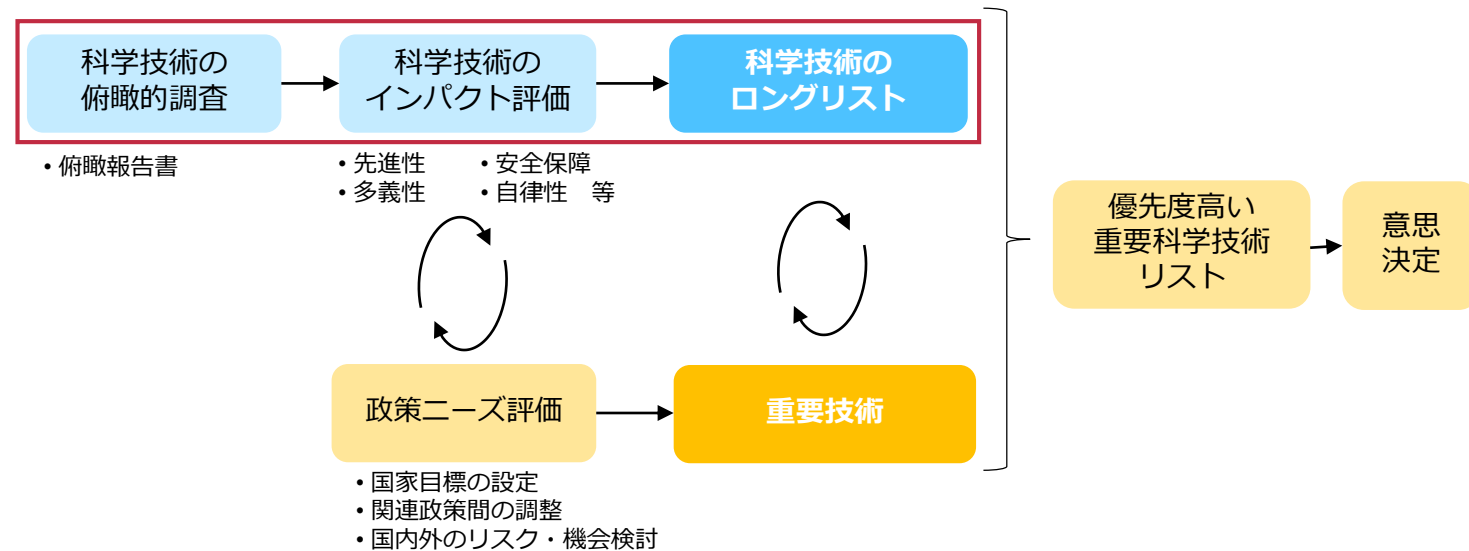 科学技術の
俯瞰的調査
科学技術の
インパクト評価
科学技術の
ロングリスト
・俯瞰報告書
・先進性 ・安全保障
・多義性 ・自律性　等
優先度高い
重要科学技術
リスト
意思
決定
政策ニーズ評価
重要技術
・国家目標の設定
・関連政策間の調整
・国内外のリスク・機会検討